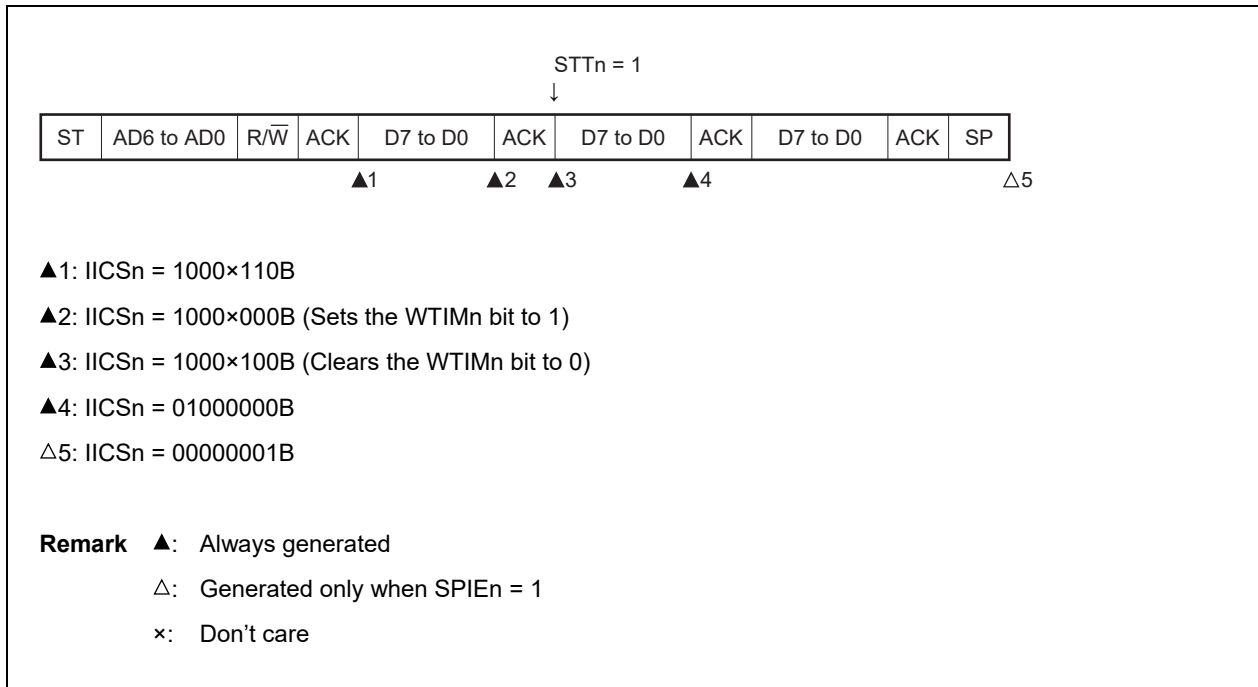 STTn = 1
↓
ST AD6 to AD0 R/W̅ ACK D7 to D0 ACK D7 to D0 ACK D7 to D0 ACK SP
▲1 ▲2 ▲3 ▲4 △5
▲1: IICSn = 1000×110B
▲2: IICSn = 1000×000B (Sets the WTIMn bit to 1)
▲3: IICSn = 1000×100B (Clears the WTIMn bit to 0)
▲4: IICSn = 01000000B
△5: IICSn = 00000001B
Remark ▲: Always generated
△: Generated only when SPIEn = 1
×: Don’t care